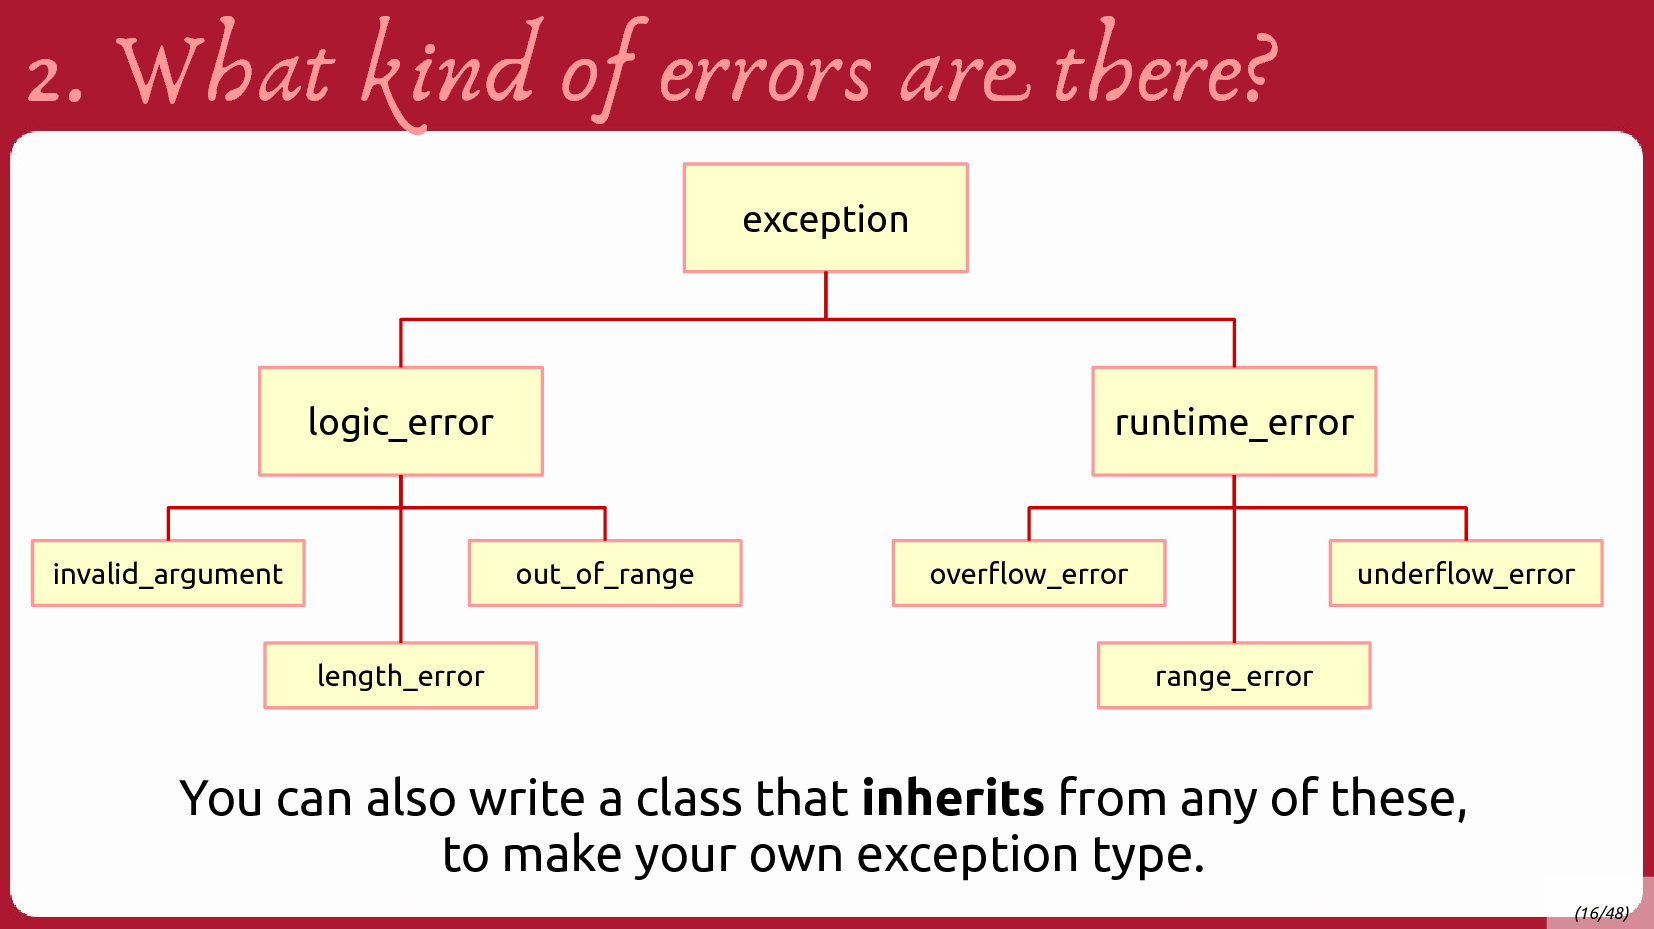 2. What kind of errors are there?
exception
logic_error
runtime_error
invalid_argument
out_of_range
overflow_error
underflow_error
length_error
range_error
You can also write a class that inherits from any of these,
to make your own exception type.
(16/48)